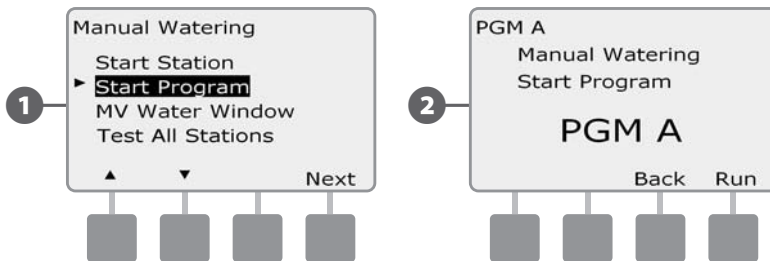 1
Manual Watering
Start Station
► Start Program
MV Water Window
Test All Stations
▲ ▼ Next
2
PGM A
Manual Watering
Start Program
PGM A
Back Run